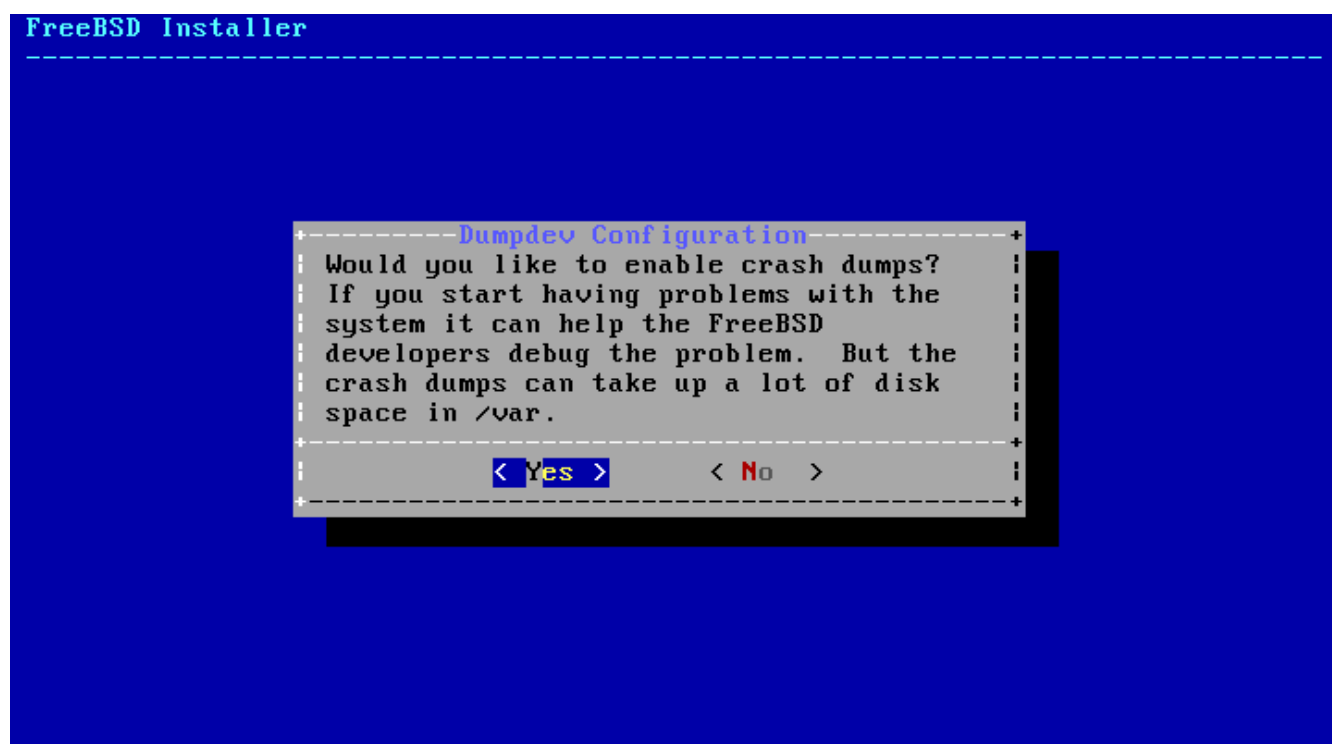 FreeBSD Installer
Dumpdev Configuration
Would you like to enable crash dumps?
If you start having problems with the
system it can help the FreeBSD
developers debug the problem.  But the
crash dumps can take up a lot of disk
space in /var.
< Yes > < No >